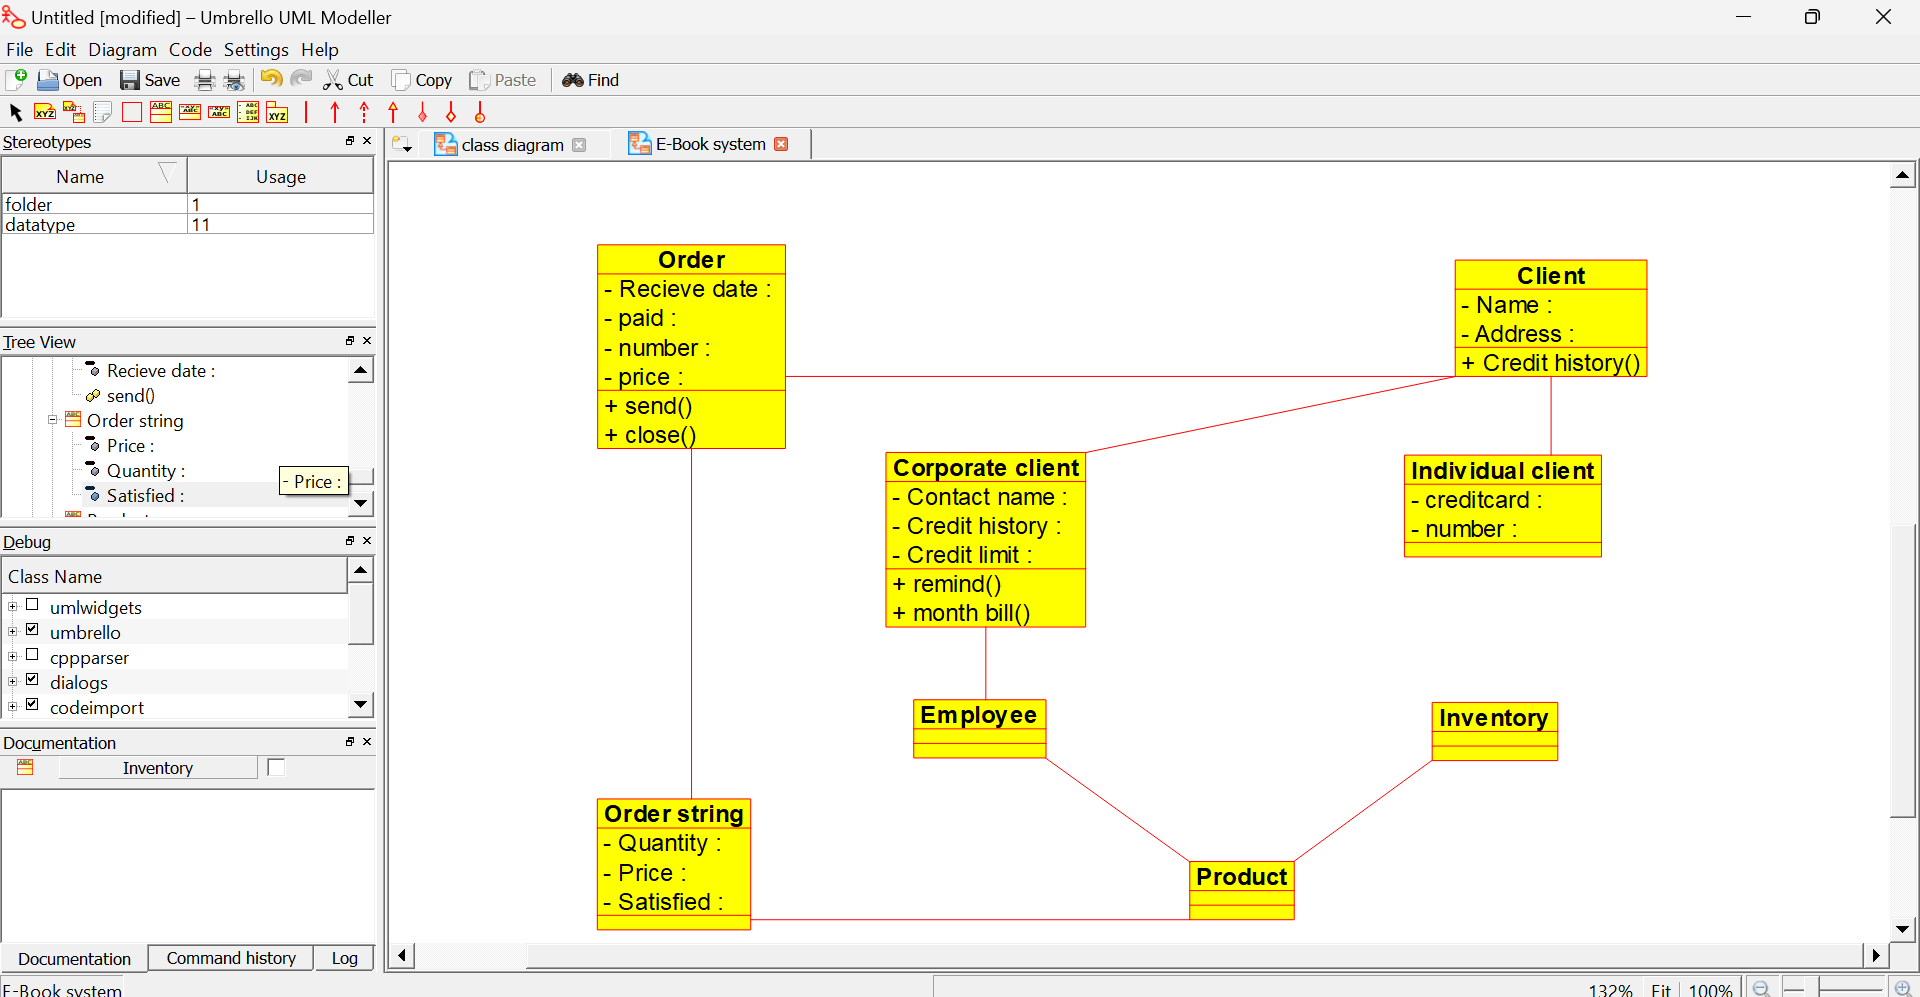 Untitled [modified] – Umbrello UML Modeller
File Edit Diagram Code Settings Help
Open Save Cut Copy Paste Find
Stereotypes
Name Usage
folder 1
datatype 11
Tree View
Recieve date :
send()
Order string
Price :
Quantity :
Satisfied :
- Price :
Debug
Class Name
umlwidgets
umbrello
cppparser
dialogs
codeimport
Documentation
Inventory
Documentation Command history Log
class diagram
E-Book system
Order
- Recieve date :
- paid :
- number :
- price :
+ send()
+ close()
Client
- Name :
- Address :
+ Credit history()
Corporate client
- Contact name :
- Credit history :
- Credit limit :
+ remind()
+ month bill()
Individual client
- creditcard :
- number :
Employee
Inventory
Order string
- Quantity :
- Price :
- Satisfied :
Product
E-Book system
132% Fit 100%